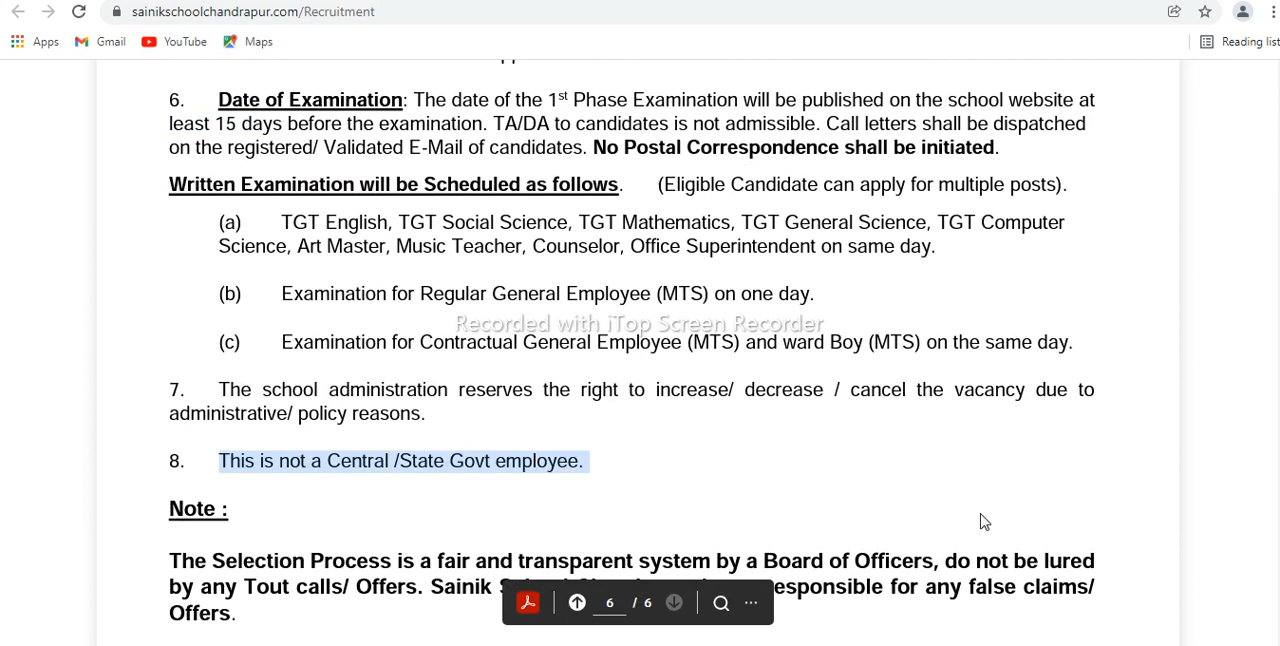 sainikschoolchandrapur.com/Recruitment
Apps Gmail YouTube Maps Reading list
6. Date of Examination: The date of the 1st Phase Examination will be published on the school website at
least 15 days before the examination. TA/DA to candidates is not admissible. Call letters shall be dispatched
on the registered/ Validated E-Mail of candidates. No Postal Correspondence shall be initiated.
Written Examination will be Scheduled as follows. (Eligible Candidate can apply for multiple posts).
(a) TGT English, TGT Social Science, TGT Mathematics, TGT General Science, TGT Computer
Science, Art Master, Music Teacher, Counselor, Office Superintendent on same day.
(b) Examination for Regular General Employee (MTS) on one day.
Recorded with iTop Screen Recorder
(c) Examination for Contractual General Employee (MTS) and ward Boy (MTS) on the same day.
7. The school administration reserves the right to increase/ decrease / cancel the vacancy due to
administrative/ policy reasons.
8. This is not a Central /State Govt employee.
Note :
The Selection Process is a fair and transparent system by a Board of Officers, do not be lured
by any Tout calls/ Offers. Sainik responsible for any false claims/
6 / 6
Offers.